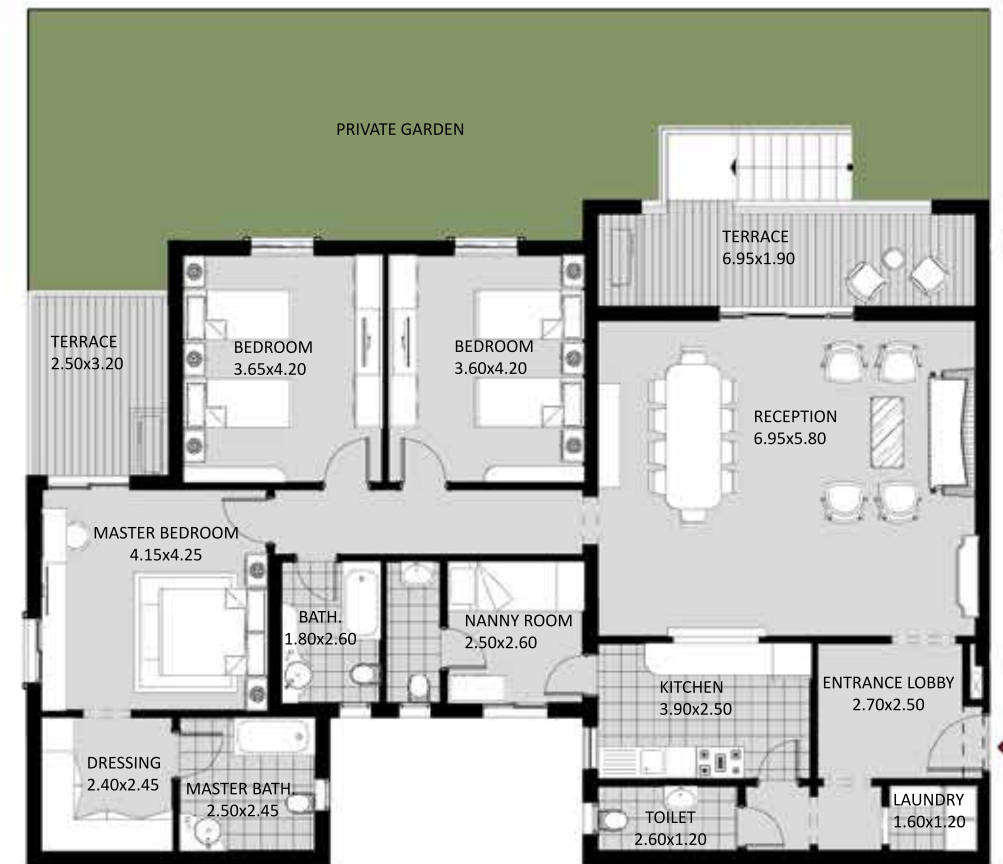 PRIVATE GARDEN
TERRACE
6.95x1.90
TERRACE
2.50x3.20
BEDROOM
3.65x4.20
BEDROOM
3.60x4.20
RECEPTION
6.95x5.80
MASTER BEDROOM
4.15x4.25
BATH.
1.80x2.60
NANNY ROOM
2.50x2.60
KITCHEN
3.90x2.50
ENTRANCE LOBBY
2.70x2.50
DRESSING
2.40x2.45
MASTER BATH.
2.50x2.45
TOILET
2.60x1.20
LAUNDRY
1.60x1.20